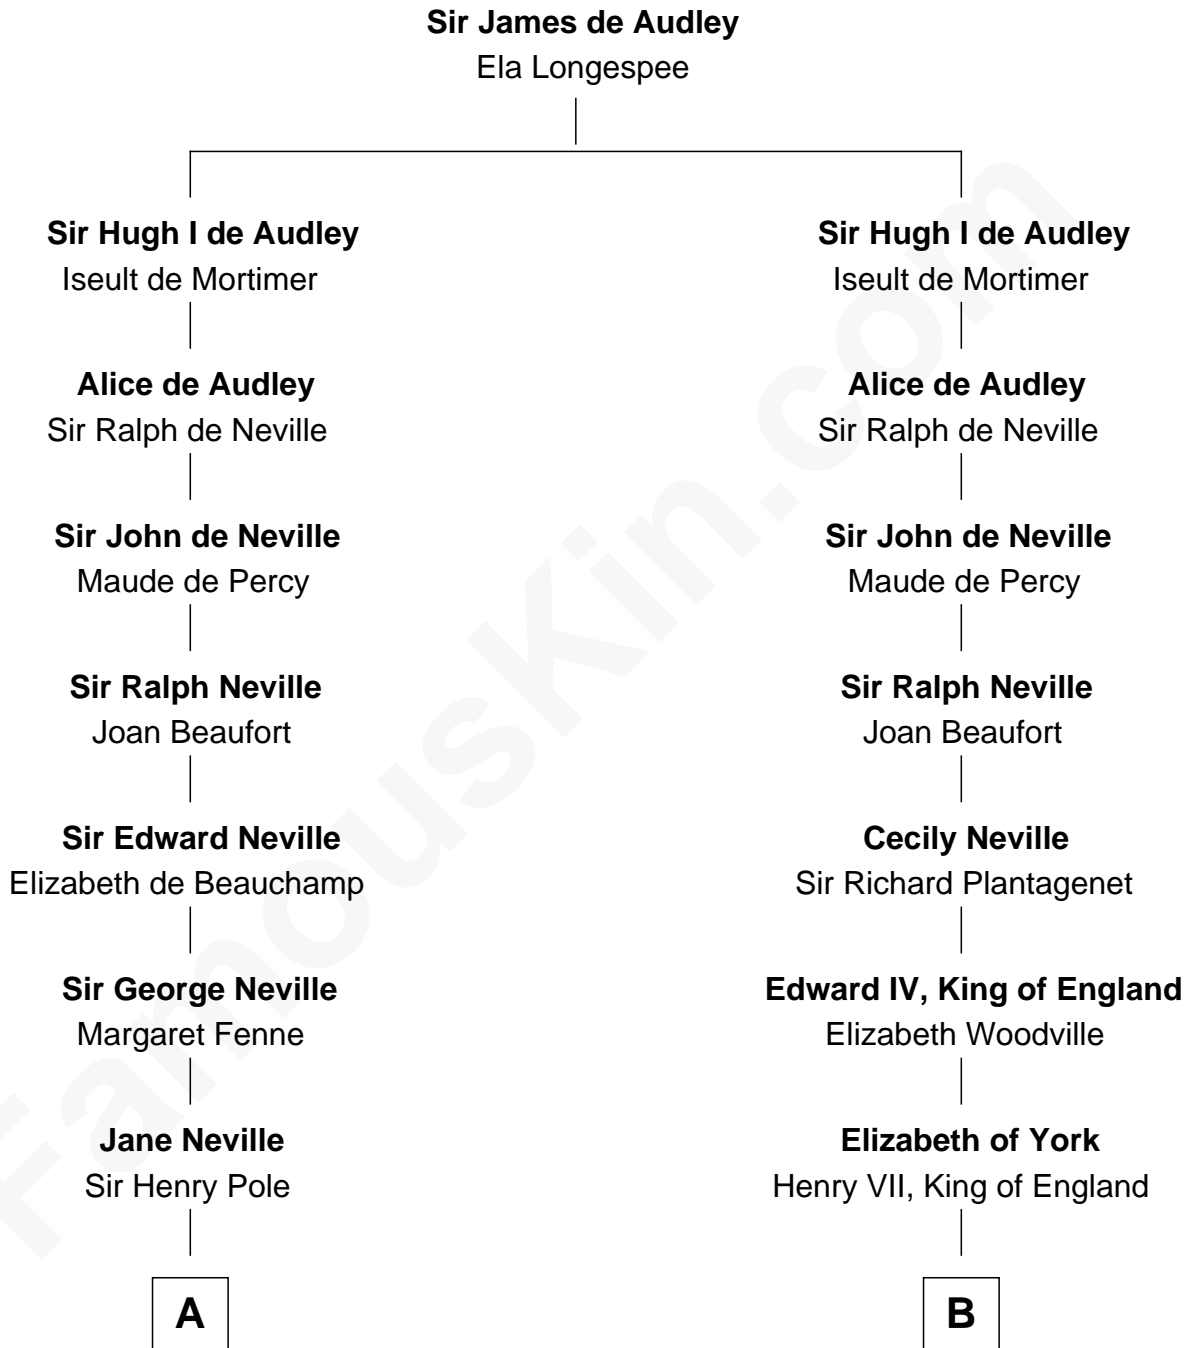 Sir James de Audley
Ela Longespee
Sir Hugh I de Audley
Iseult de Mortimer
Sir Hugh I de Audley
Iseult de Mortimer
Alice de Audley
Sir Ralph de Neville
Alice de Audley
Sir Ralph de Neville
Sir John de Neville
Maude de Percy
Sir John de Neville
Maude de Percy
Sir Ralph Neville
Joan Beaufort
Sir Ralph Neville
Joan Beaufort
Sir Edward Neville
Elizabeth de Beauchamp
Cecily Neville
Sir Richard Plantagenet
Sir George Neville
Margaret Fenne
Edward IV, King of England
Elizabeth Woodville
Jane Neville
Sir Henry Pole
Elizabeth of York
Henry VII, King of England
A
B
FamousKin.com